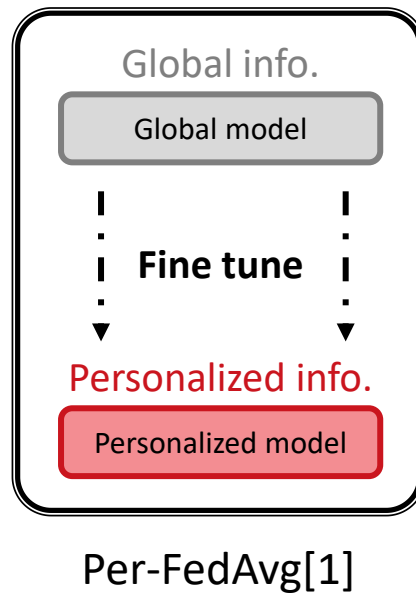 Global info.
Global model
Fine tune
Personalized info.
Personalized model
Per-FedAvg[1]